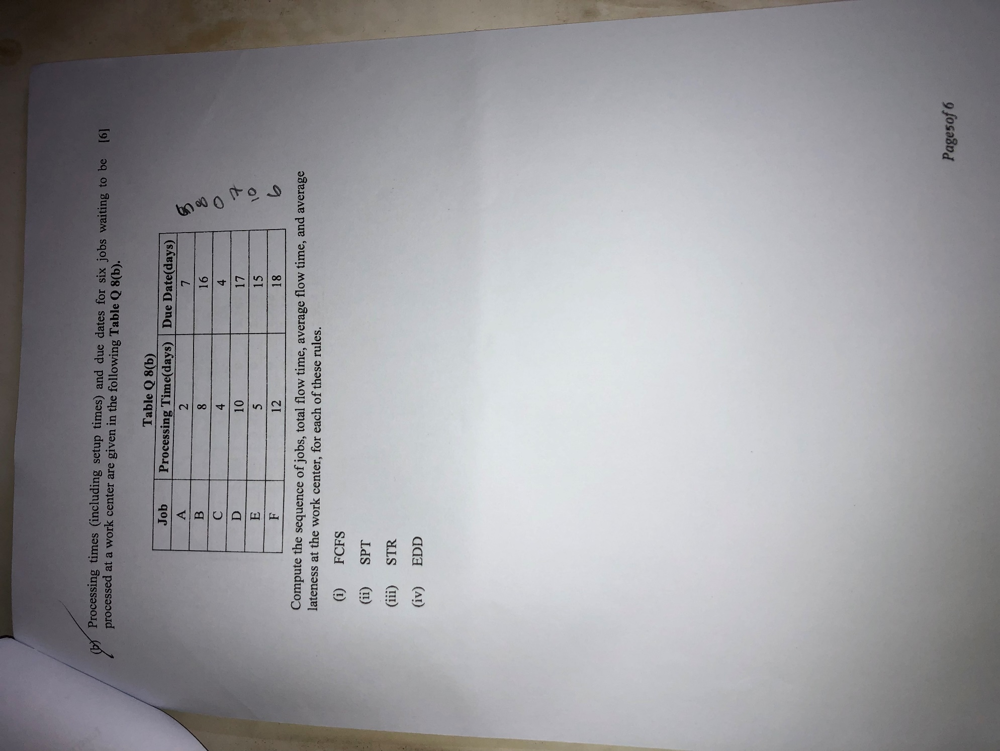 (b) Processing times (including setup times) and due dates for six jobs waiting to be [6]
processed at a work center are given in the following Table Q 8(b).
Table Q 8(b)
Job Processing Time(days) Due Date(days)
A 2 7 5
B 8 16 8
C 4 4 0
D 10 17 7
E 5 15 10
F 12 18 6
Compute the sequence of jobs, total flow time, average flow time, and average
lateness at the work center, for each of these rules.
(i) FCFS
(ii) SPT
(iii) STR
(iv) EDD
Page5of6